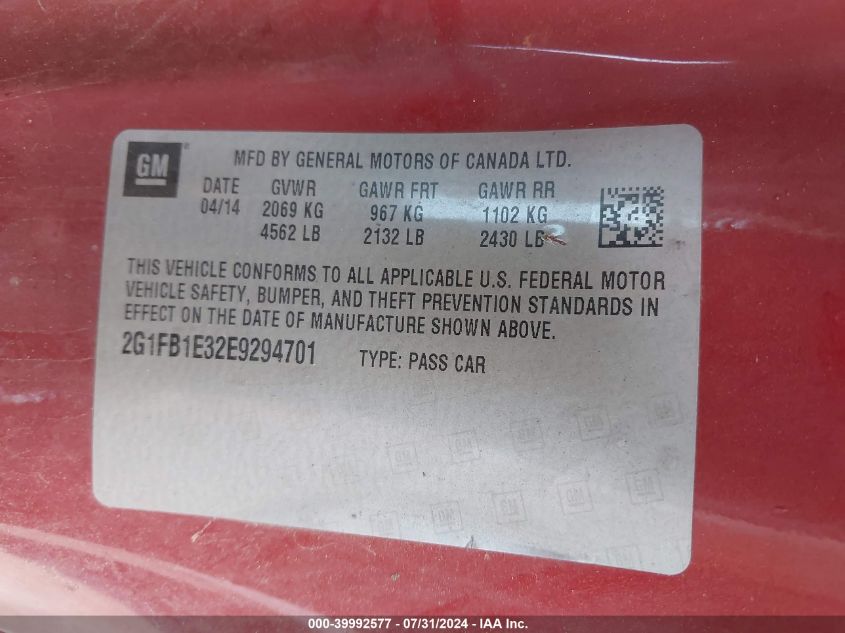 GM ®
MFD BY GENERAL MOTORS OF CANADA LTD.
DATE GVWR GAWR FRT GAWR RR
04/14 2069 KG 967 KG 1102 KG
4562 LB 2132 LB 2430 LB
THIS VEHICLE CONFORMS TO ALL APPLICABLE U.S. FEDERAL MOTOR
VEHICLE SAFETY, BUMPER, AND THEFT PREVENTION STANDARDS IN
EFFECT ON THE DATE OF MANUFACTURE SHOWN ABOVE.
2G1FB1E32E9294701 TYPE: PASS CAR
000-39992577 / 07/31/2024 - IAA Inc.